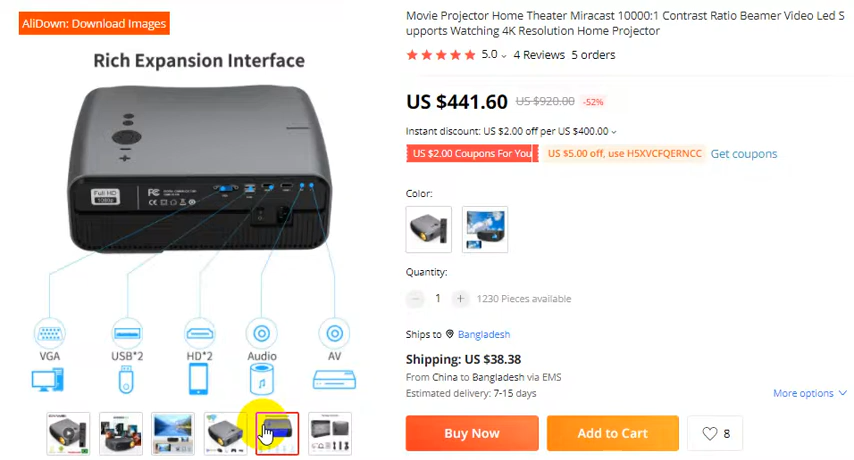 AliDown: Download Images
Rich Expansion Interface
Full HD
1080p
FC
VGA
USB*2
HD*2
Audio
AV
Movie Projector Home Theater Miracast 10000:1 Contrast Ratio Beamer Video Led S
upports Watching 4K Resolution Home Projector
5.0
4 Reviews
5 orders
US $441.60
US $920.00
-52%
Instant discount: US $2.00 off per US $400.00
US $2.00 Coupons For You
US $5.00 off, use H5XVCFQERNCC
Get coupons
Color:
Quantity:
1
1230 Pieces available
Ships to
Bangladesh
Shipping: US $38.38
From China to Bangladesh via EMS
Estimated delivery: 7-15 days
More options
Buy Now
Add to Cart
8